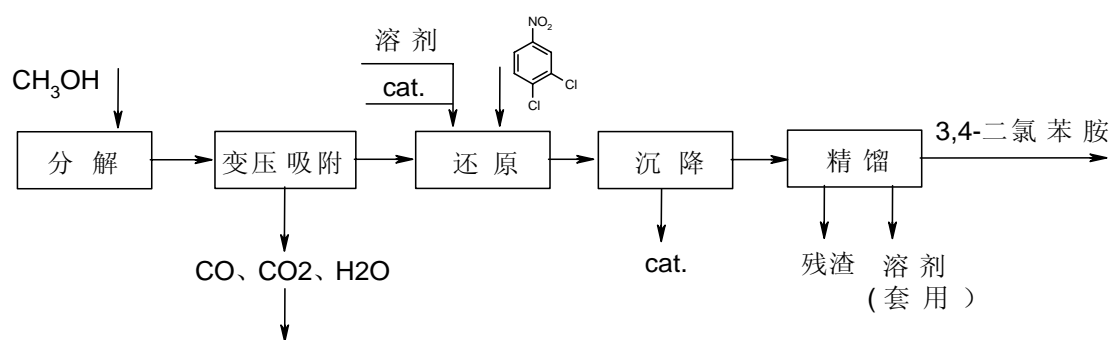 NO₂
溶 剂
CH₃OH
cat.
Cl
Cl
3,4-二氯苯胺
分 解
变压吸附
还 原
沉 降
精 馏
CO、CO2、H2O
cat.
残渣
溶 剂
(套用）